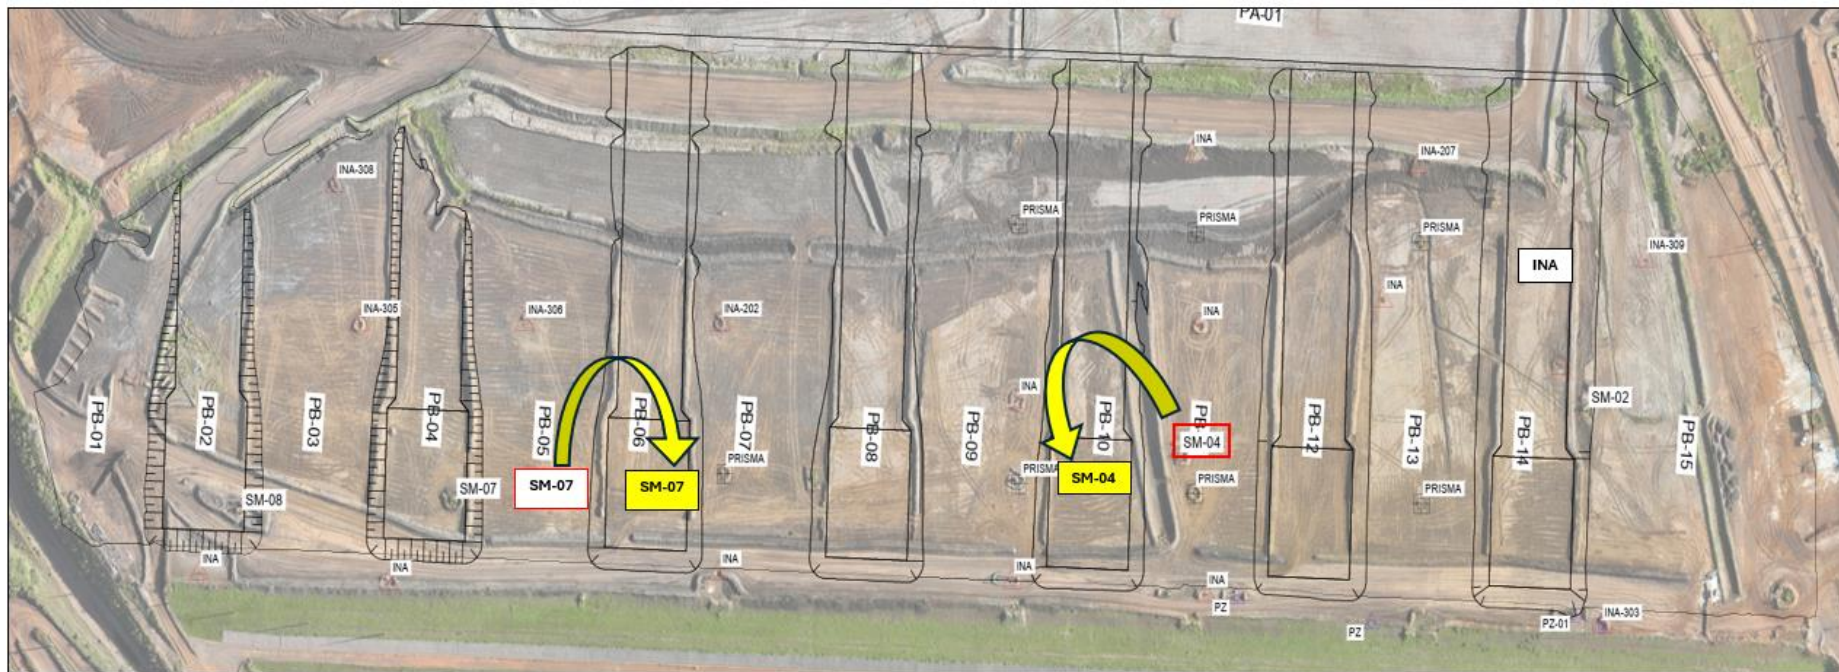 PA-01
INA
INA-207
INA-308
PRISMA
PRISMA
PRISMA
INA-309
INA
INA
INA-305
INA-306
INA-202
INA
INA
SM-02
PB-01
PB-02
PB-03
PB-04
PB-05
PB-06
PB-07
PB-08
PB-09
PB-10
PB-12
PB-13
PB-14
PB-15
SM-04
PRISMA
PRISMA
PRISMA
PRISMA
SM-08
SM-07
SM-07
SM-07
SM-04
INA
INA
INA
INA
INA
PZ
PZ
PZ-01
INA-303